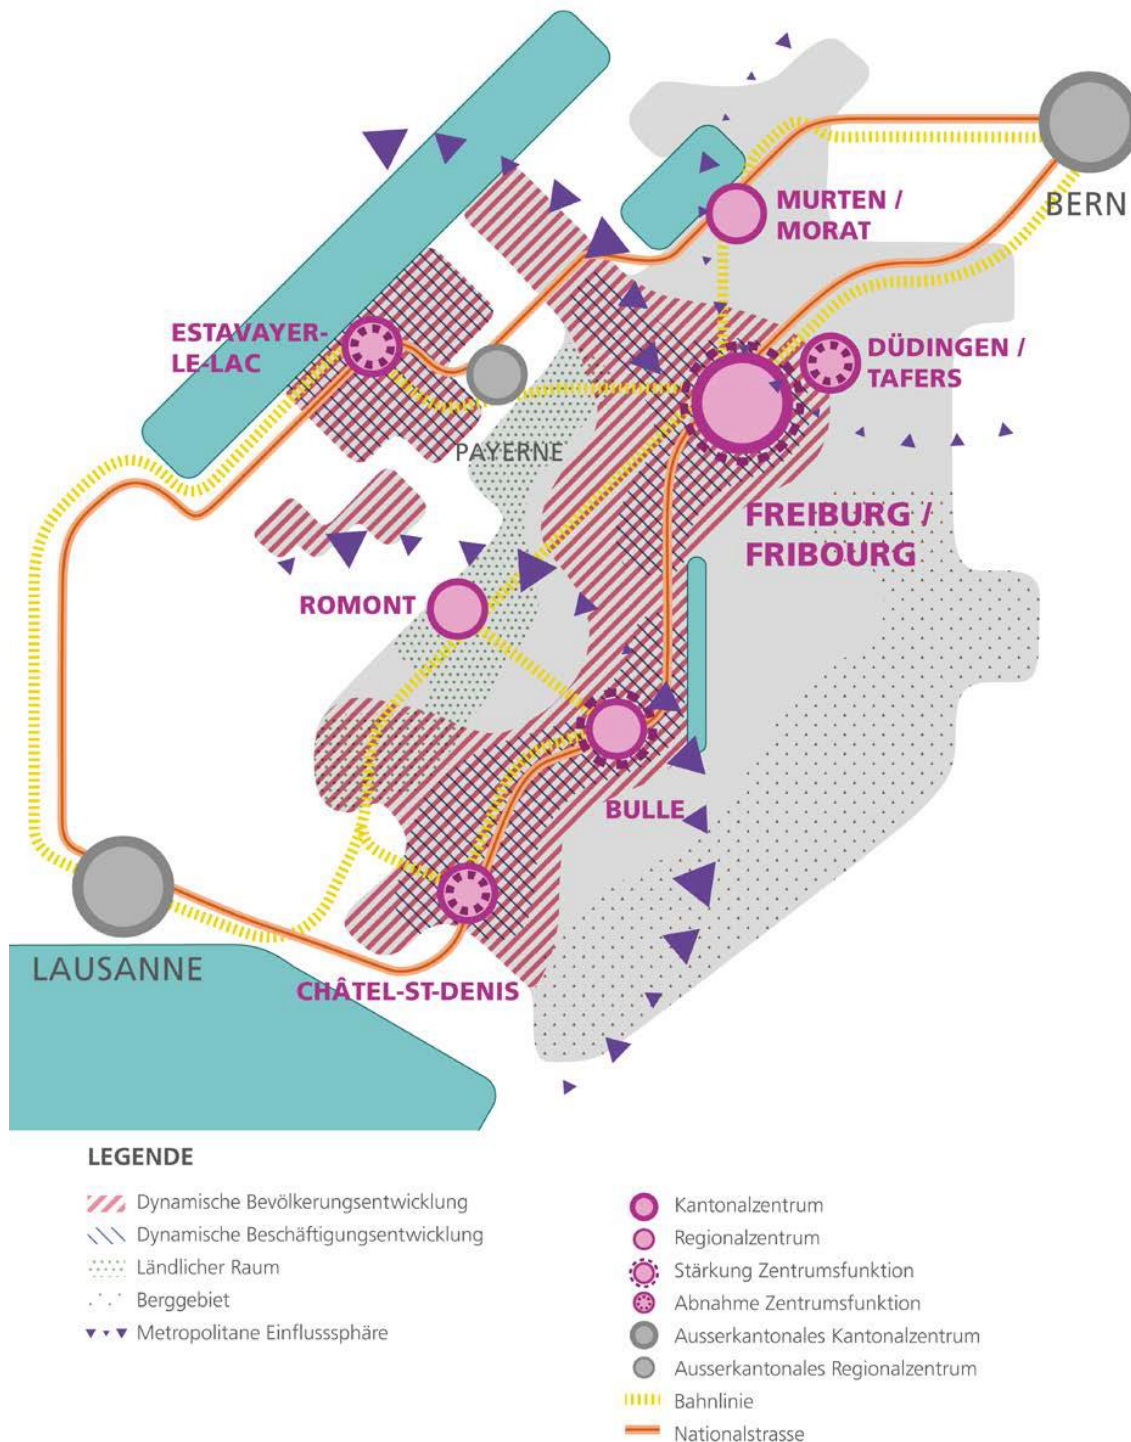 BERN
MURTEN /
MORAT
ESTAVAYER-
LE-LAC
DÜDINGEN /
TAFERS
PAYERNE
FREIBURG /
FRIBOURG
ROMONT
BULLE
LAUSANNE
CHÂTEL-ST-DENIS
LEGENDE
Dynamische Bevölkerungsentwicklung
Dynamische Beschäftigungsentwicklung
Ländlicher Raum
Berggebiet
Metropolitane Einflusssphäre
Kantonalzentrum
Regionalzentrum
Stärkung Zentrumsfunktion
Abnahme Zentrumsfunktion
Ausserkantonales Kantonalzentrum
Ausserkantonales Regionalzentrum
Bahnlinie
Nationalstrasse